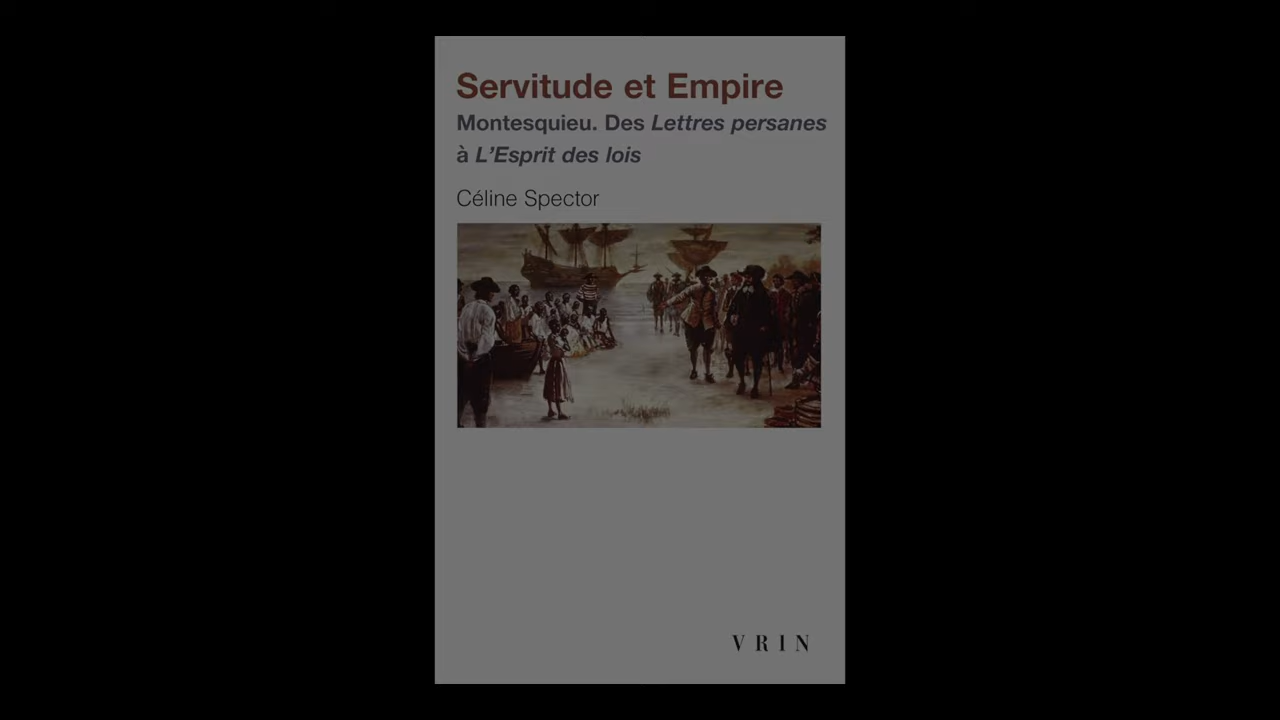 Servitude et Empire
Montesquieu. Des Lettres persanes
à L’Esprit des lois
Céline Spector
VRIN